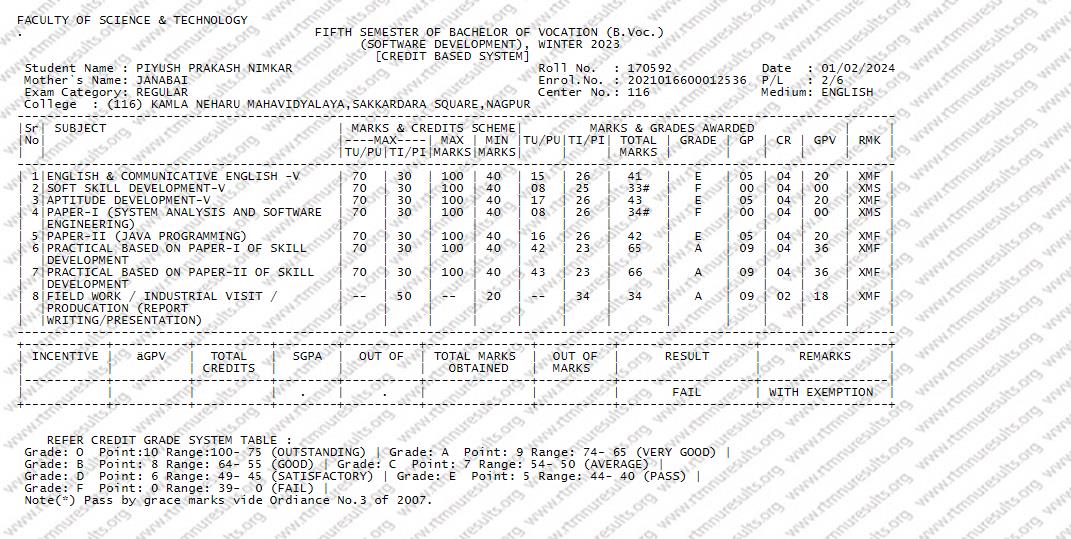 FACULTY OF SCIENCE & TECHNOLOGY
.
FIFTH SEMESTER OF BACHELOR OF VOCATION (B.Voc.)
(SOFTWARE DEVELOPMENT), WINTER 2023
[CREDIT BASED SYSTEM]
Student Name : PIYUSH PRAKASH NIMKAR Roll No. : 170592 Date : 01/02/2024
Mother`s Name: JANABAI Enrol.No. : 2021016600012536 P/L : 2/6
Exam Category: REGULAR Center No.: 116 Medium: ENGLISH
College : (116) KAMLA NEHARU MAHAVIDYALAYA,SAKKARDARA SQUARE,NAGPUR
|Sr| SUBJECT | MARKS & CREDITS SCHEME| MARKS & GRADES AWARDED | |
|No| |----MAX----| MAX | MIN |TU/PU|TI/PI| TOTAL | GRADE | GP | CR | GPV | RMK |
| | |TU/PU|TI/PI|MARKS|MARKS| | | MARKS | | | | | |
| 1|ENGLISH & COMMUNICATIVE ENGLISH -V | 70 | 30 | 100 | 40 | 15 | 26 | 41 | E | 05 | 04 | 20 | XMF |
| 2|SOFT SKILL DEVELOPMENT-V | 70 | 30 | 100 | 40 | 08 | 25 | 33# | F | 00 | 04 | 00 | XMS |
| 3|APTITUDE DEVELOPMENT-V | 70 | 30 | 100 | 40 | 17 | 26 | 43 | E | 05 | 04 | 20 | XMF |
| 4|PAPER-I (SYSTEM ANALYSIS AND SOFTWARE | 70 | 30 | 100 | 40 | 08 | 26 | 34# | F | 00 | 04 | 00 | XMS |
| |ENGINEERING) | | | | | | | | | | | | |
| 5|PAPER-II (JAVA PROGRAMMING) | 70 | 30 | 100 | 40 | 16 | 26 | 42 | E | 05 | 04 | 20 | XMF |
| 6|PRACTICAL BASED ON PAPER-I OF SKILL | 70 | 30 | 100 | 40 | 42 | 23 | 65 | A | 09 | 04 | 36 | XMF |
| |DEVELOPMENT | | | | | | | | | | | | |
| 7|PRACTICAL BASED ON PAPER-II OF SKILL | 70 | 30 | 100 | 40 | 43 | 23 | 66 | A | 09 | 04 | 36 | XMF |
| |DEVELOPMENT | | | | | | | | | | | | |
| 8|FIELD WORK / INDUSTRIAL VISIT / | -- | 50 | -- | 20 | -- | 34 | 34 | A | 09 | 02 | 18 | XMF |
| |PRODUCATION (REPORT | | | | | | | | | | | | |
| |WRITING/PRESENTATION) | | | | | | | | | | | | |
| INCENTIVE | äGPV | TOTAL | SGPA | OUT OF | TOTAL MARKS | OUT OF | RESULT | REMARKS |
| | | CREDITS | | | OBTAINED | MARKS | | |
| | | | . | . | | | FAIL | WITH EXEMPTION |
REFER CREDIT GRADE SYSTEM TABLE :
Grade: O Point:10 Range:100- 75 (OUTSTANDING) | Grade: A Point: 9 Range: 74- 65 (VERY GOOD) |
Grade: B Point: 8 Range: 64- 55 (GOOD) | Grade: C Point: 7 Range: 54- 50 (AVERAGE) |
Grade: D Point: 6 Range: 49- 45 (SATISFACTORY) | Grade: E Point: 5 Range: 44- 40 (PASS) |
Grade: F Point: 0 Range: 39- 0 (FAIL) |
Note(*) Pass by grace marks vide Ordiance No.3 of 2007.
www.rtmnuresults.org